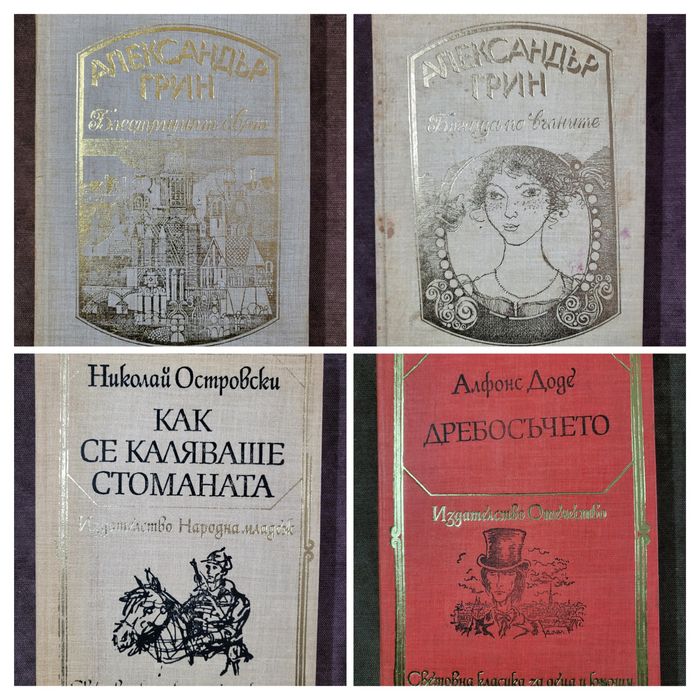 АЛЕКСАНДЪР
ГРИН
Блестящият свят
АЛЕКСАНДЪР
ГРИН
Бягаща по вълните
Николай Островски
КАК
СЕ КАЛЯВАШЕ
СТОМАНАТА
Издателство Народна младеж
Алфонс Доде
ДРЕБОСЪЧЕТО
Издателство Отечество
Световна класика за деца и юноши